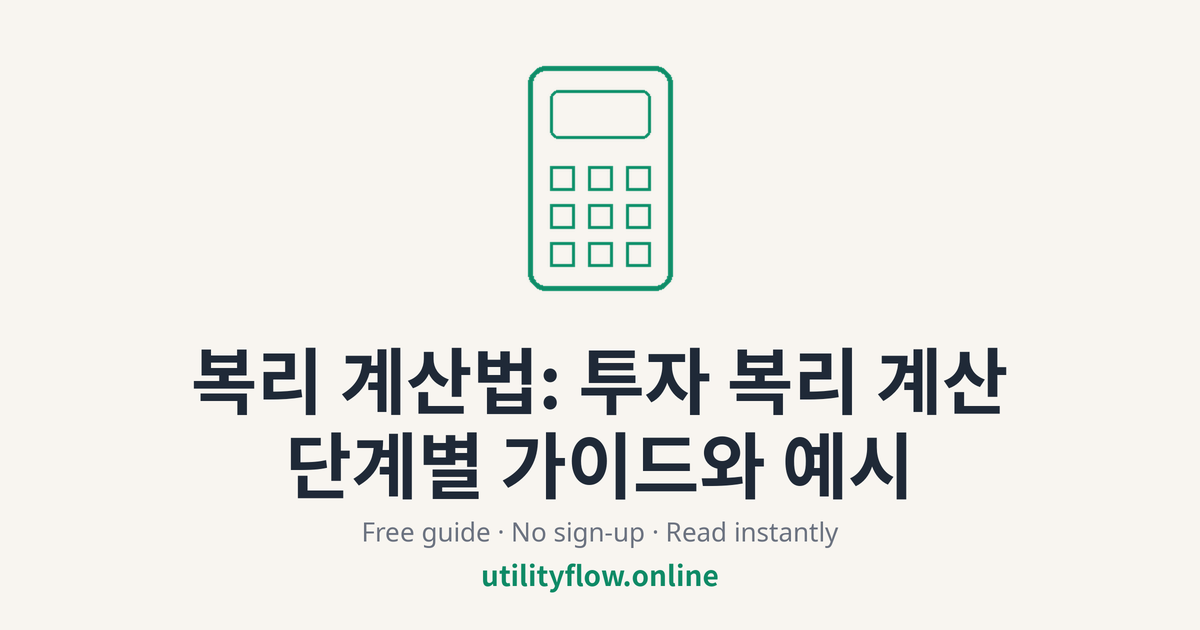 복리 계산법: 투자 복리 계산
단계별 가이드와 예시
Free guide · No sign-up · Read instantly
utilityflow.online